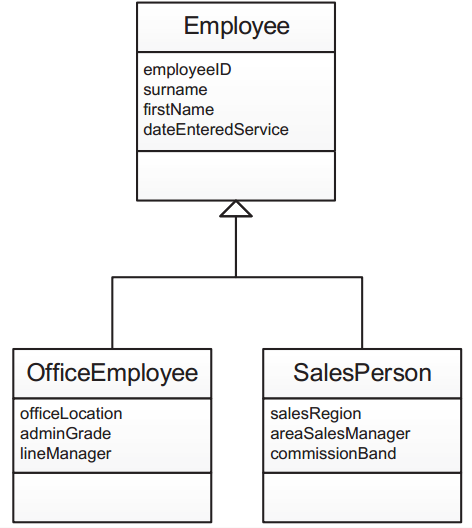 Employee
employeeID
surname
firstName
dateEnteredService
OfficeEmployee
officeLocation
adminGrade
lineManager
SalesPerson
salesRegion
areaSalesManager
commissionBand